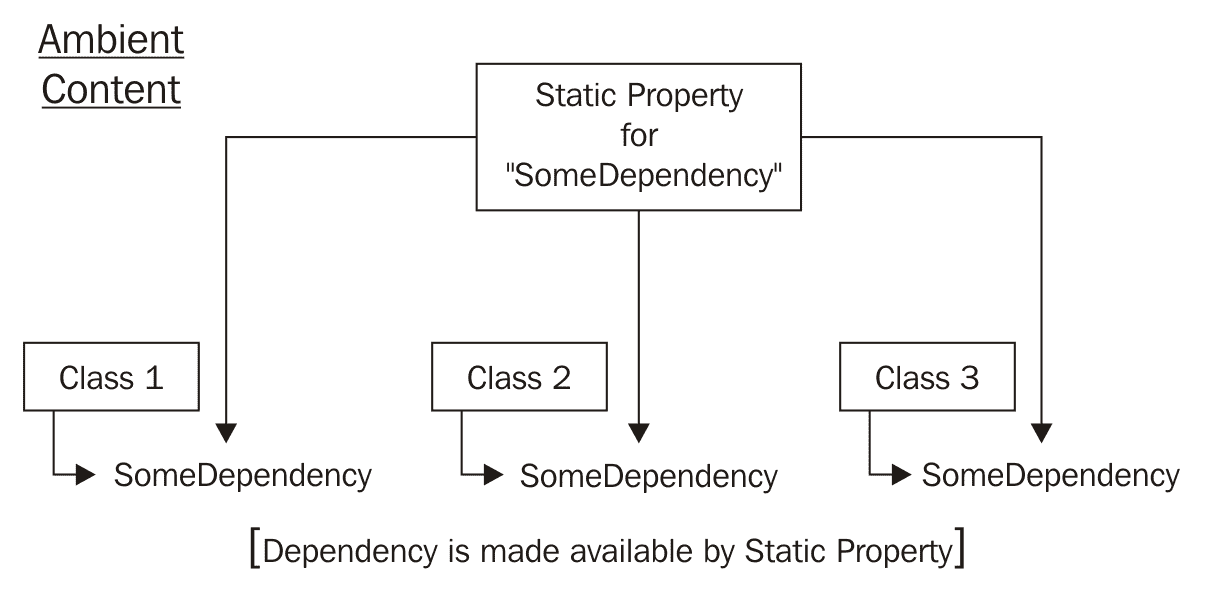 Ambient
Content
Static Property
for
"SomeDependency"
Class 1
Class 2
Class 3
SomeDependency
SomeDependency
SomeDependency
[Dependency is made available by Static Property]